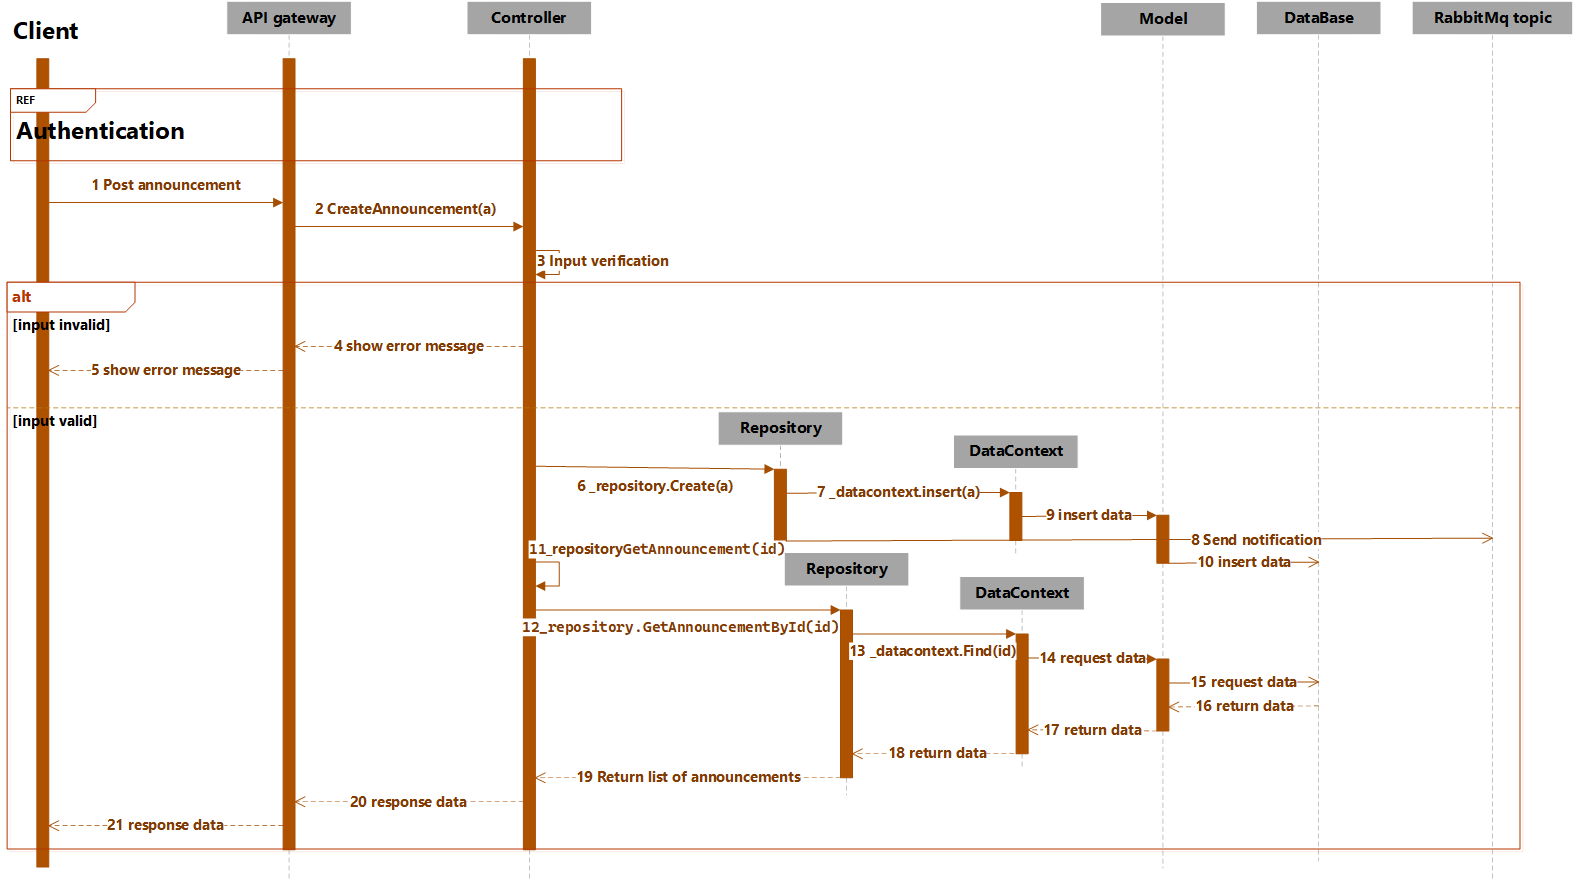 Client
API gateway
Controller
Model
DataBase
RabbitMq topic
REF
Authentication
1 Post announcement
2 CreateAnnouncement(a)
3 Input verification
alt
[input invalid]
4 show error message
5 show error message
[input valid]
Repository
DataContext
6 _repository.Create(a)
7 _datacontext.insert(a)
9 insert data
8 Send notification
11_repositoryGetAnnouncement(id)
10 insert data
Repository
DataContext
12_repository.GetAnnouncementById(id)
13 _datacontext.Find(id)
14 request data
15 request data
16 return data
17 return data
18 return data
19 Return list of announcements
20 response data
21 response data